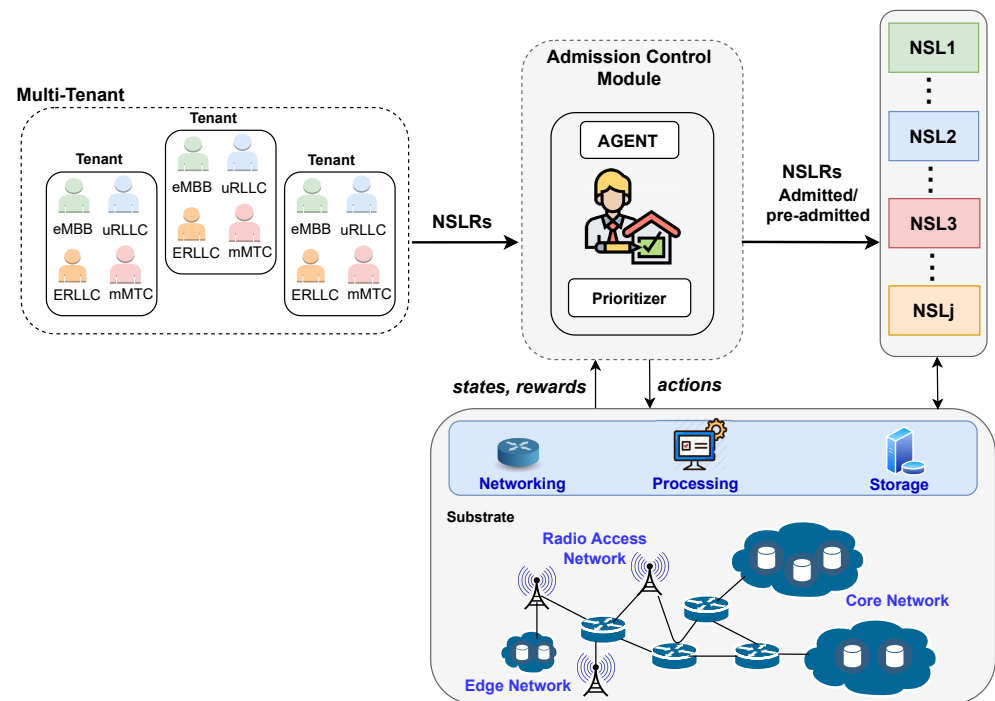 Multi-Tenant
Tenant
eMBB
uRLLC
ERLLC
mMTC
Tenant
eMBB
uRLLC
ERLLC
mMTC
Tenant
eMBB
uRLLC
ERLLC
mMTC
NSLRs
Admission Control
Module
AGENT
Prioritizer
NSLRs
Admitted/
pre-admitted
NSL1
NSL2
NSL3
NSLj
states, rewards
actions
Networking
Processing
Storage
Substrate
Radio Access
Network
Core Network
Edge Network